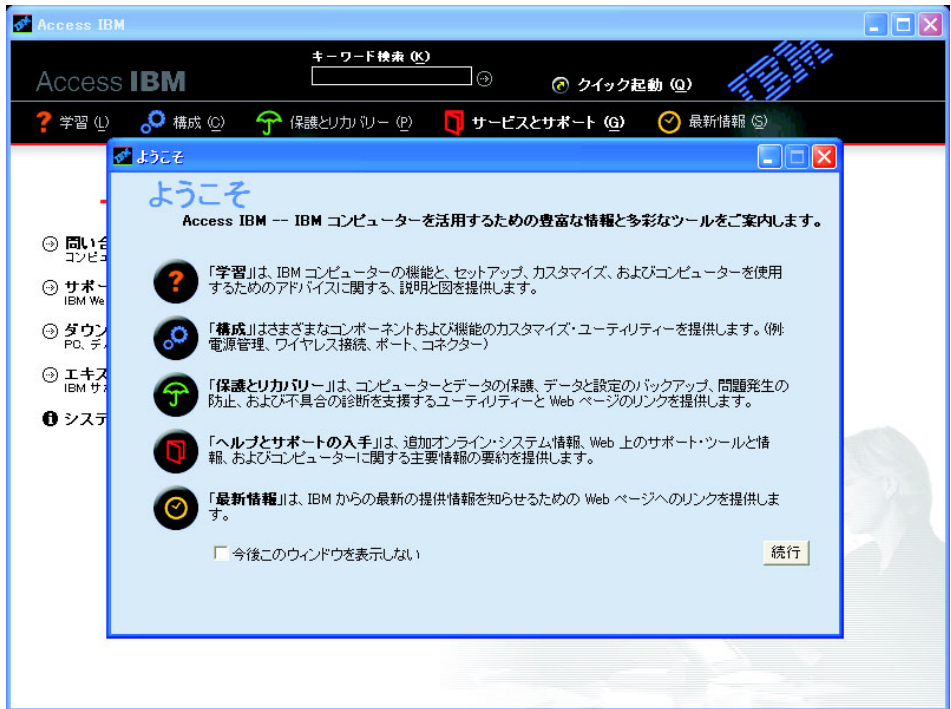 Access IBM
キーワード検索 (K)
Access IBM
クイック起動 (Q)
IBM
学習 (L) 構成 (C) 保護とリカバリー (P) サービスとサポート (G) 最新情報 (S)
ようこそ
ようこそ
Access IBM -- IBM コンピューターを活用するための豊富な情報と多彩なツールをご案内します。
「学習」は、IBM コンピューターの機能と、セットアップ、カスタマイズ、およびコンピューターを使用
するためのアドバイスに関する、説明と図を提供します。
「構成」はさまざまなコンポーネントおよび機能のカスタマイズ・ユーティリティーを提供します。(例:
電源管理、ワイヤレス接続、ポート、コネクター)
「保護とリカバリー」は、コンピューターとデータの保護、データと設定のバックアップ、問題発生の
防止、および不具合の診断を支援するユーティリティーと Web ページのリンクを提供します。
「ヘルプとサポートの入手」は、追加オンライン・システム情報、Web 上のサポート・ツールと情
報、およびコンピューターに関する主要情報の要約を提供します。
「最新情報」は、IBM からの最新の提供情報を知らせるための Web ページへのリンクを提供しま
す。
今後このウィンドウを表示しない
続行
問い合
コンピュ
サポー
IBM We
ダウン
PC、デ
エキス
IBM サ
システ